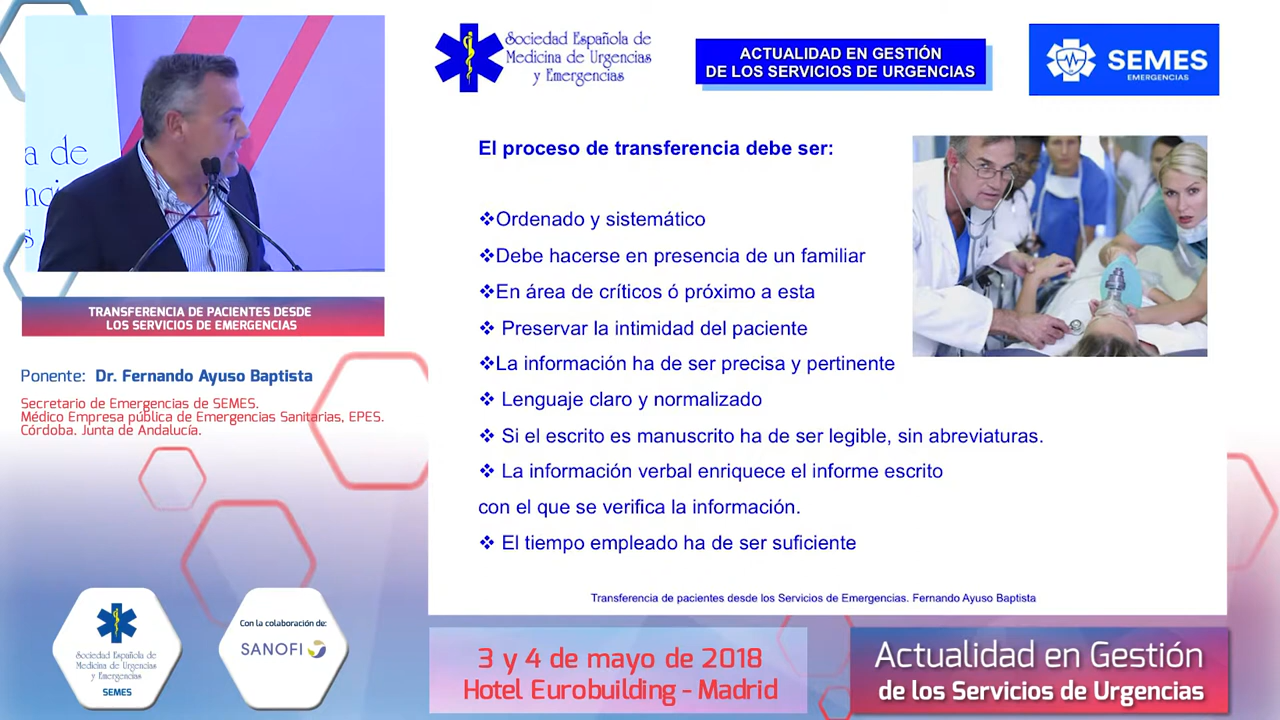 a de
nci
s
TRANSFERENCIA DE PACIENTES DESDE
LOS SERVICIOS DE EMERGENCIAS
Ponente: Dr. Fernando Ayuso Baptista
Secretario de Emergencias de SEMES.
Médico Empresa pública de Emergencias Sanitarias, EPES.
Córdoba. Junta de Andalucía.
Sociedad Española de
Medicina de Urgencias
y Emergencias
SEMES
Con la colaboración de:
SANOFI
Sociedad Española de
Medicina de Urgencias
y Emergencias
ACTUALIDAD EN GESTIÓN
DE LOS SERVICIOS DE URGENCIAS
SEMES
EMERGENCIAS
El proceso de transferencia debe ser:
❖Ordenado y sistemático
❖Debe hacerse en presencia de un familiar
❖En área de críticos ó próximo a esta
❖ Preservar la intimidad del paciente
❖La información ha de ser precisa y pertinente
❖ Lenguaje claro y normalizado
❖ Si el escrito es manuscrito ha de ser legible, sin abreviaturas.
❖ La información verbal enriquece el informe escrito
con el que se verifica la información.
❖ El tiempo empleado ha de ser suficiente
Transferencia de pacientes desde los Servicios de Emergencias. Fernando Ayuso Baptista
3 y 4 de mayo de 2018
Hotel Eurobuilding - Madrid
Actualidad en Gestión
de los Servicios de Urgencias